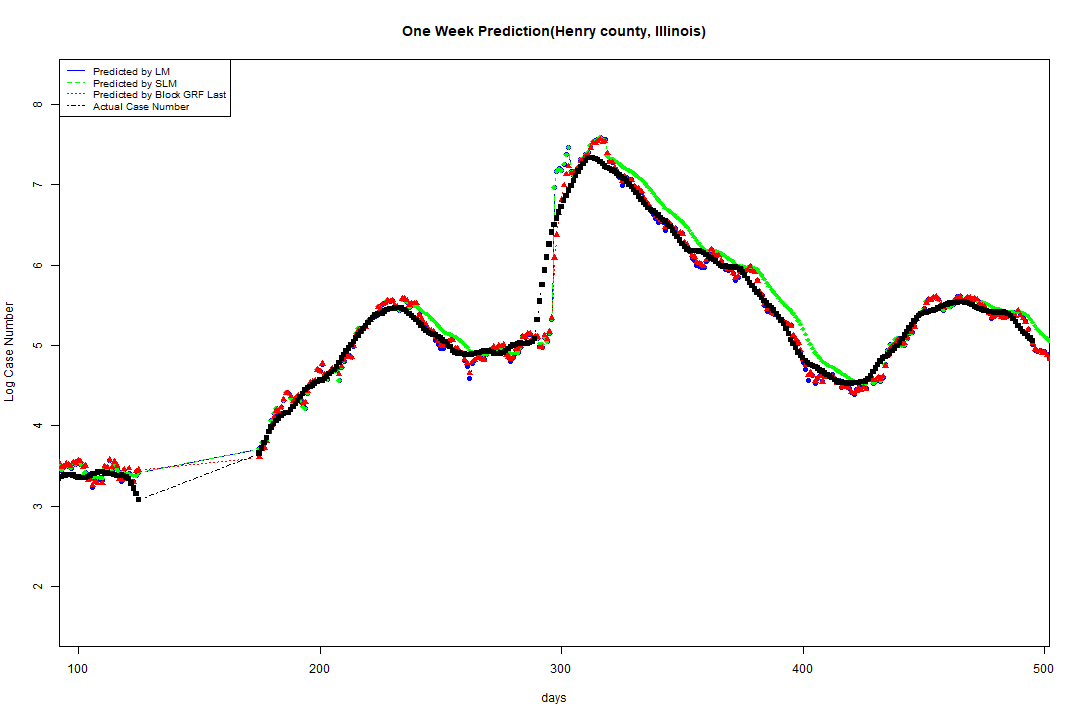 One Week Prediction(Henry county, Illinois)
Predicted by LM
Predicted by SLM
Predicted by Block GRF Last
Actual Case Number
8
7
6
5
4
3
2
Log Case Number
100 200 300 400 500
days